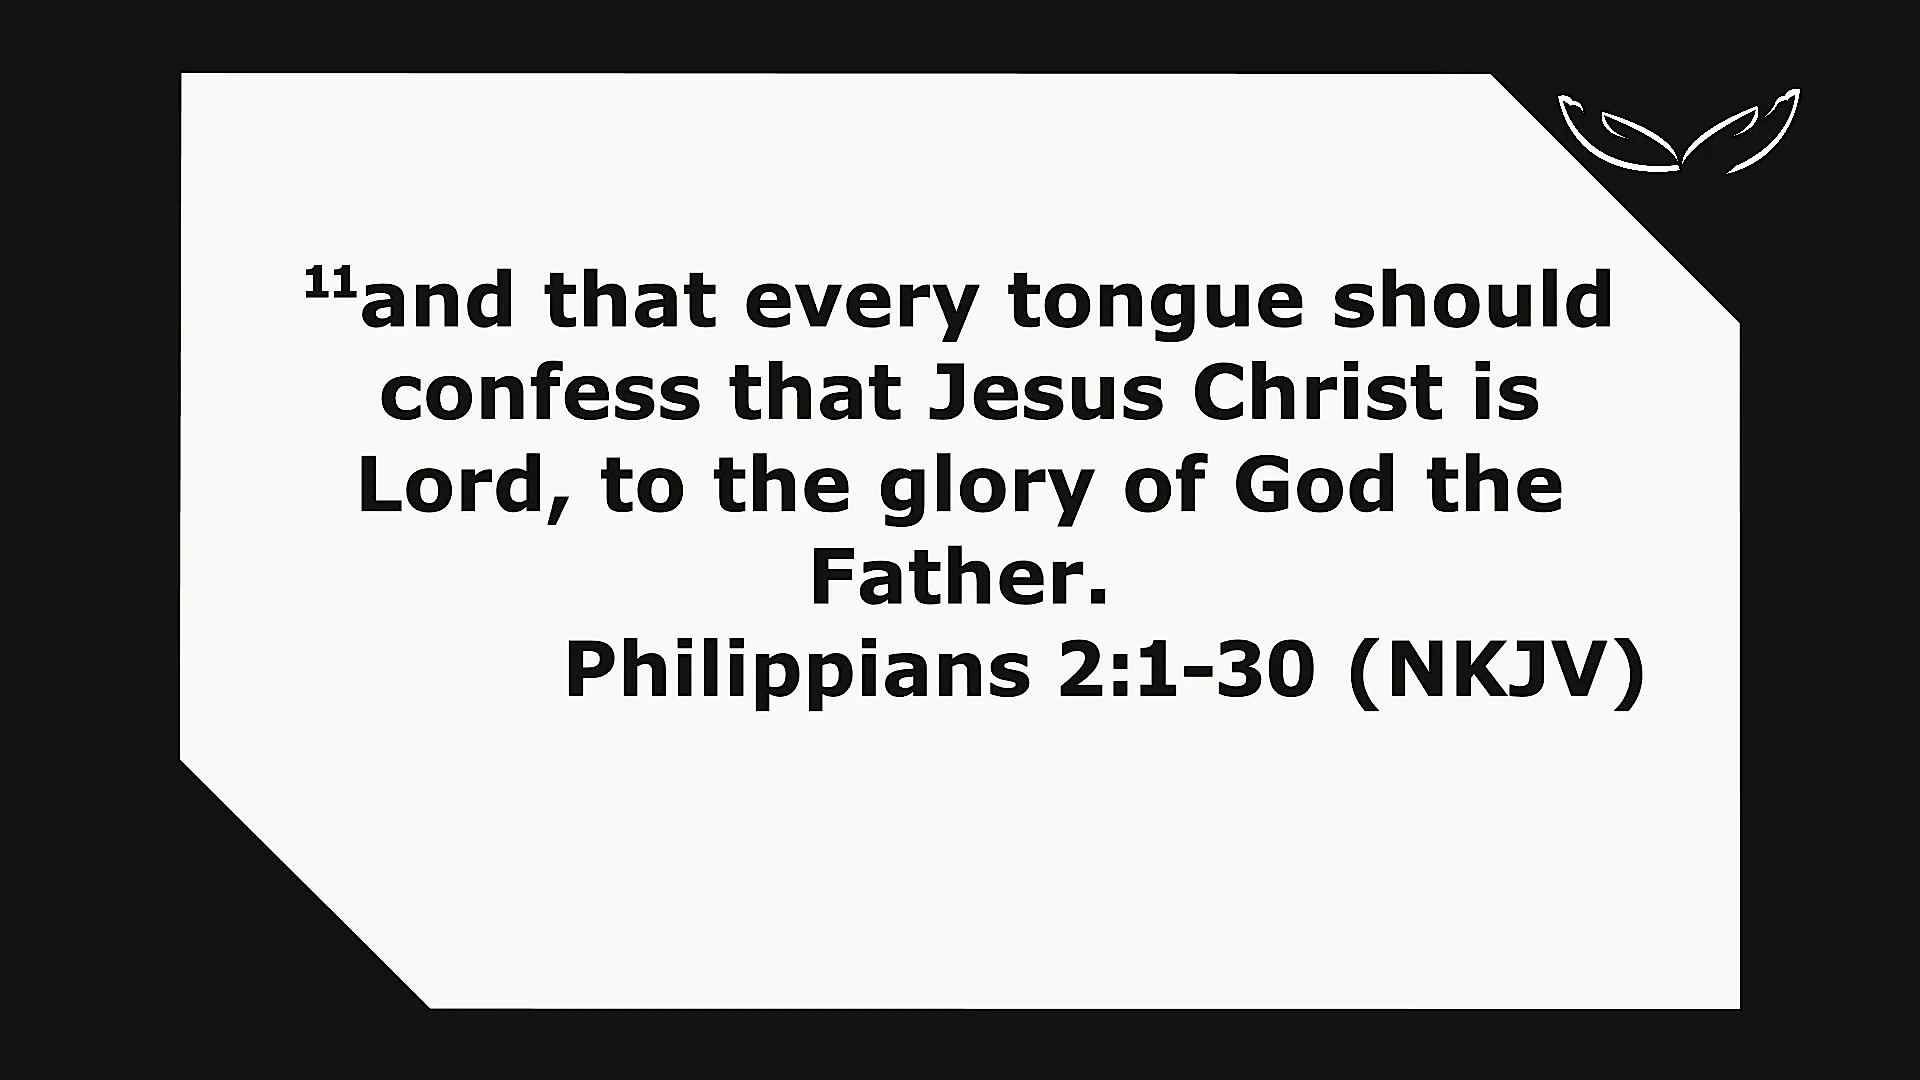 ¹¹and that every tongue should
confess that Jesus Christ is
Lord, to the glory of God the
Father.
Philippians 2:1-30 (NKJV)